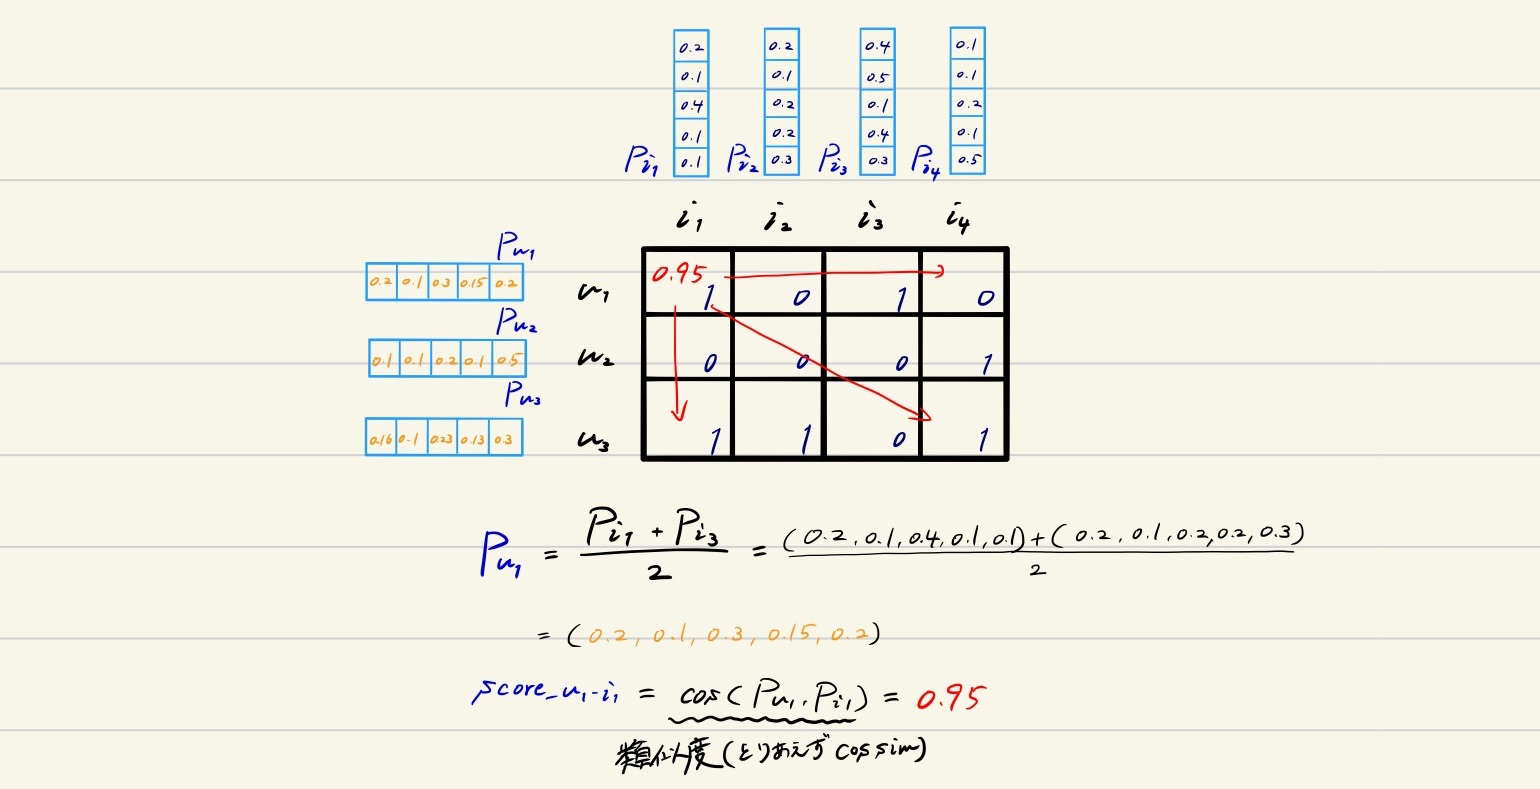 0.2 0.2 0.4 0.1
0.1 0.1 0.5 0.1
0.4 0.2 0.1 0.2
0.1 0.2 0.4 0.1
P_{i_1} 0.1 P_{i_2} 0.3 P_{i_3} 0.3 P_{i_4} 0.5
i_1 i_2 i_3 i_4
P_{u_1}
0.2 0.1 0.3 0.15 0.2 u_1 0.95 1 0 1 0
P_{u_2}
0.1 0.1 0.2 0.1 0.5 u_2 0 0 0 1
P_{u_3}
0.16 0.1 0.23 0.13 0.3 u_3 1 1 0 1
P_{u_1} = \frac{P_{i_1} + P_{i_3}}{2} = \frac{(0.2, 0.1, 0.4, 0.1, 0.1) + (0.2, 0.1, 0.2, 0.2, 0.3)}{2}
= (0.2, 0.1, 0.3, 0.15, 0.2)
score_u_1-i_1 = cos(P_{u_1}, P_{i_1}) = 0.95
類似度(とりあえず cossim)